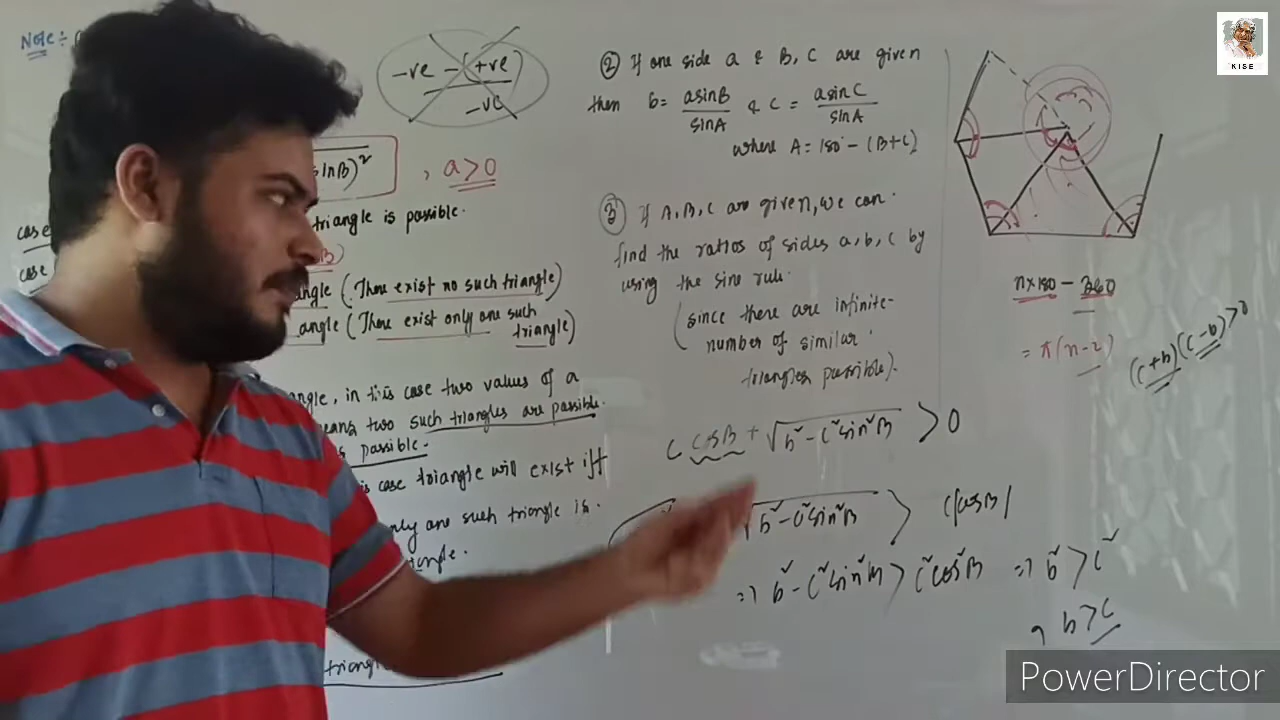 Note :-
-ve -(+ve)
-ve
sinB)²
, a>0
case
triangle is possible.
B)
case
angle (There exist no such triangle)
angle (There exist only one such
triangle)
angle, in this case two values of a
means two such triangles are possible.
is possible.
is case triangle will exist iff
only one such triangle is.
angle.
triangle
② If one side a & B, C are given
then b = asinB/sinA & C = asinC/sinA
where A = 180° - (B+C)
③ If A, B, C are given, we can.
find the ratios of sides a, b, c by
using the sine rule.
(since there are infinite-
number of similar
triangles possible).
C cosB + √b² - c²sin²B > 0
√b² - c²sin²B > c|cosB|
=> b² - c²sin²B > c²cos²B => b² > c²
b > c
n×180 - 360
= π(n-2)
(c+b)(c-b)>0
KISE
PowerDirector